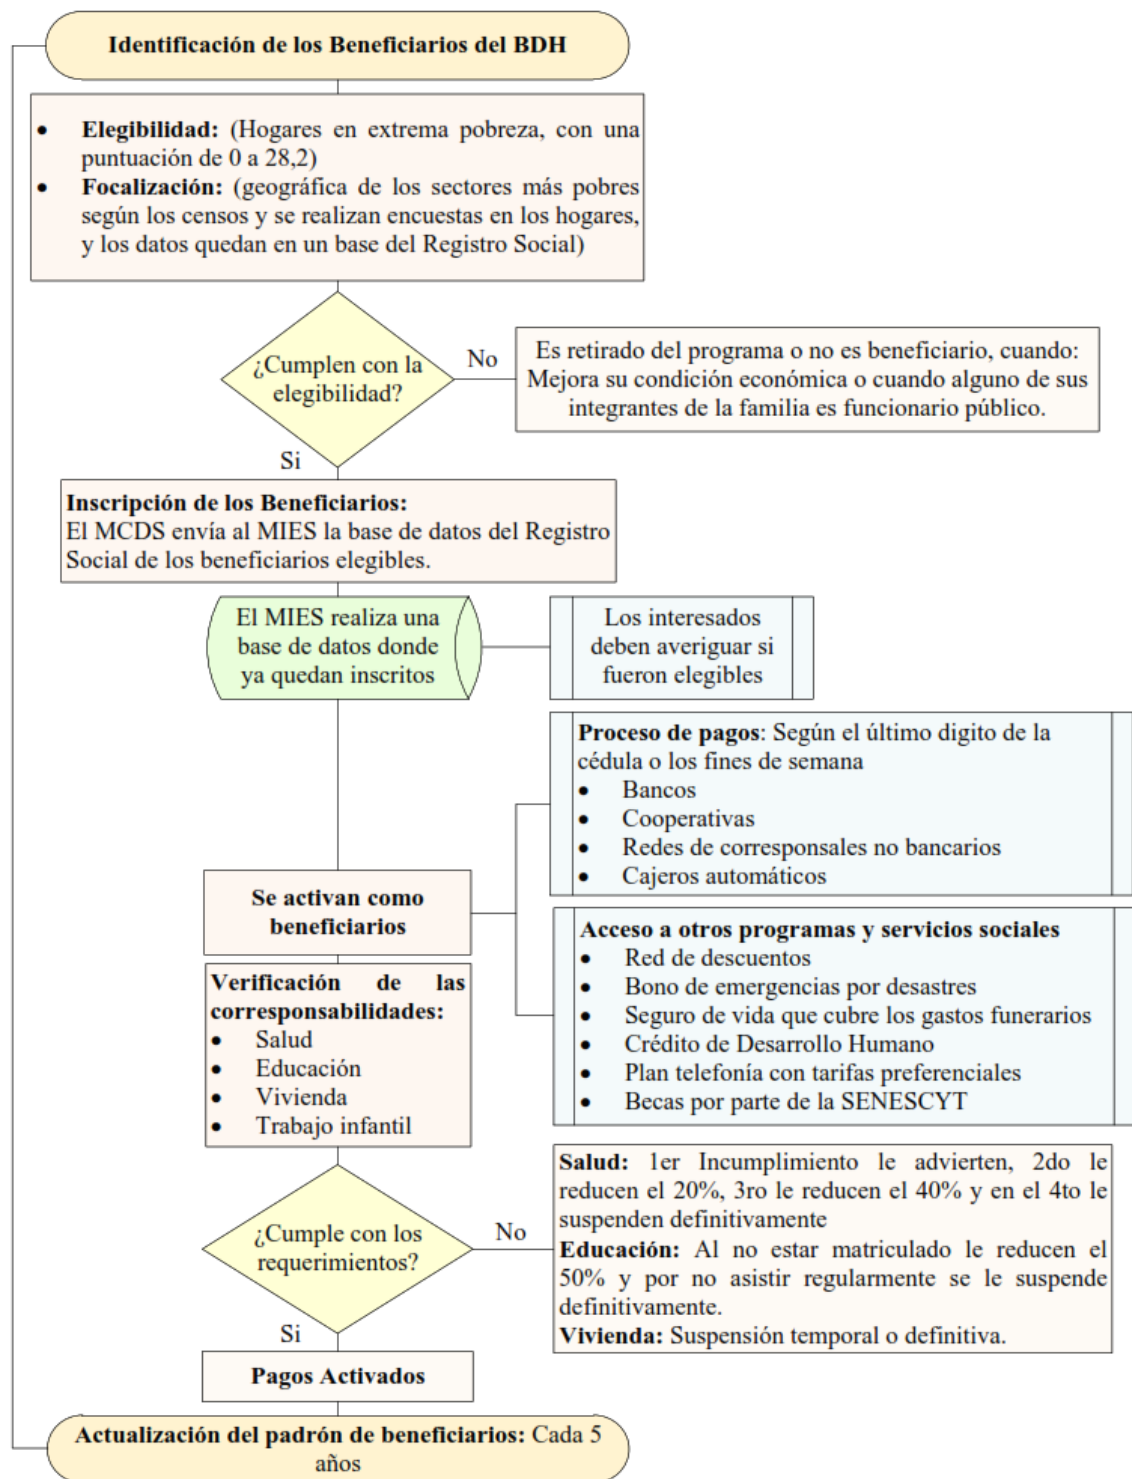 Identificación de los Beneficiarios del BDH
• Elegibilidad: (Hogares en extrema pobreza, con una
puntuación de 0 a 28,2)
• Focalización: (geográfica de los sectores más pobres
según los censos y se realizan encuestas en los hogares,
y los datos quedan en un base del Registro Social)
¿Cumplen con la
elegibilidad?
No
Es retirado del programa o no es beneficiario, cuando:
Mejora su condición económica o cuando alguno de sus
integrantes de la familia es funcionario público.
Si
Inscripción de los Beneficiarios:
El MCDS envía al MIES la base de datos del Registro
Social de los beneficiarios elegibles.
El MIES realiza una
base de datos donde
ya quedan inscritos
Los interesados
deben averiguar si
fueron elegibles
Proceso de pagos: Según el último digito de la
cédula o los fines de semana
• Bancos
• Cooperativas
• Redes de corresponsales no bancarios
• Cajeros automáticos
Se activan como
beneficiarios
Acceso a otros programas y servicios sociales
• Red de descuentos
• Bono de emergencias por desastres
• Seguro de vida que cubre los gastos funerarios
• Crédito de Desarrollo Humano
• Plan telefonía con tarifas preferenciales
• Becas por parte de la SENESCYT
Verificación de las
corresponsabilidades:
• Salud
• Educación
• Vivienda
• Trabajo infantil
¿Cumple con los
requerimientos?
No
Salud: 1er Incumplimiento le advierten, 2do le
reducen el 20%, 3ro le reducen el 40% y en el 4to le
suspenden definitivamente
Educación: Al no estar matriculado le reducen el
50% y por no asistir regularmente se le suspende
definitivamente.
Vivienda: Suspensión temporal o definitiva.
Si
Pagos Activados
Actualización del padrón de beneficiarios: Cada 5
años